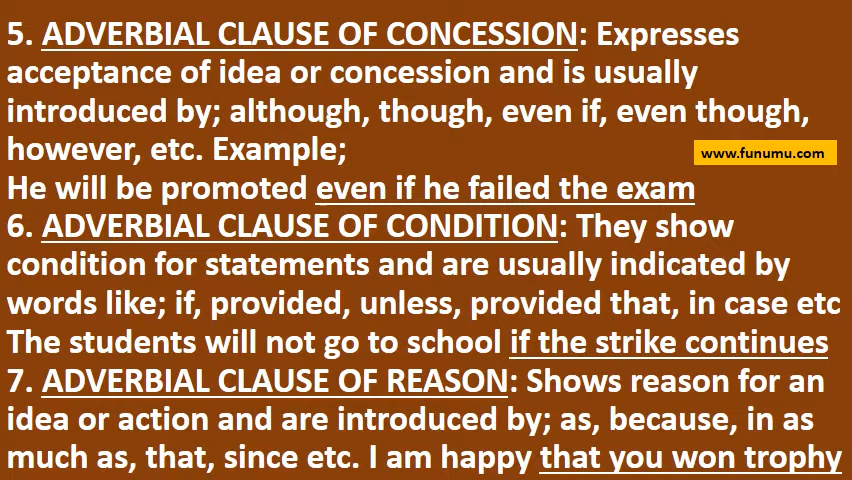 5. ADVERBIAL CLAUSE OF CONCESSION: Expresses
acceptance of idea or concession and is usually
introduced by; although, though, even if, even though,
however, etc. Example;
www.funumu.com
He will be promoted even if he failed the exam
6. ADVERBIAL CLAUSE OF CONDITION: They show
condition for statements and are usually indicated by
words like; if, provided, unless, provided that, in case etc
The students will not go to school if the strike continues
7. ADVERBIAL CLAUSE OF REASON: Shows reason for an
idea or action and are introduced by; as, because, in as
much as, that, since etc. I am happy that you won trophy